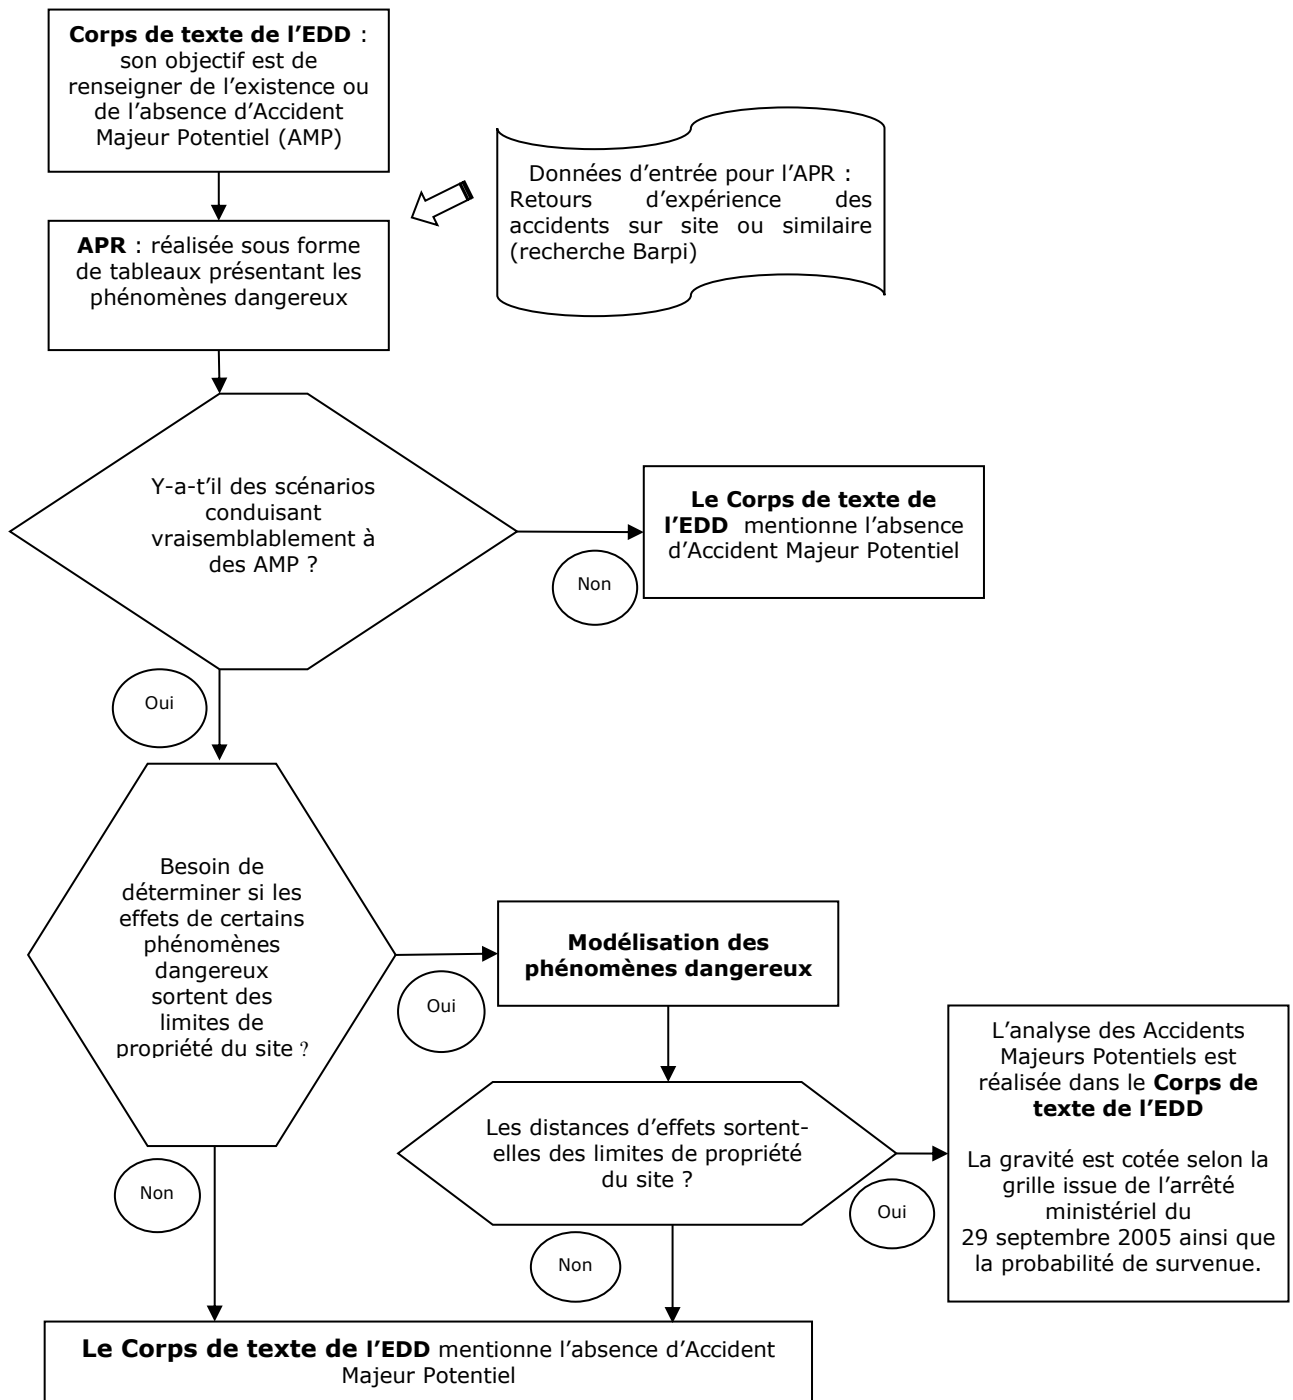 Corps de texte de l’EDD :
son objectif est de
renseigner de l’existence ou
de l’absence d’Accident
Majeur Potentiel (AMP)
Données d’entrée pour l’APR :
Retours d’expérience des
accidents sur site ou similaire
(recherche Barpi)
APR : réalisée sous forme
de tableaux présentant les
phénomènes dangereux
Y-a-t’il des scénarios
conduisant
vraisemblablement à
des AMP ?
Non
Le Corps de texte de
l’EDD mentionne l’absence
d’Accident Majeur Potentiel
Oui
Besoin de
déterminer si les
effets de certains
phénomènes
dangereux
sortent des
limites de
propriété du site ?
Oui
Modélisation des
phénomènes dangereux
Non
Les distances d’effets sortent-
elles des limites de propriété
du site ?
Oui
L’analyse des Accidents
Majeurs Potentiels est
réalisée dans le Corps de
texte de l’EDD
La gravité est cotée selon la
grille issue de l’arrêté
ministériel du
29 septembre 2005 ainsi que
la probabilité de survenue.
Non
Le Corps de texte de l’EDD mentionne l’absence d’Accident
Majeur Potentiel